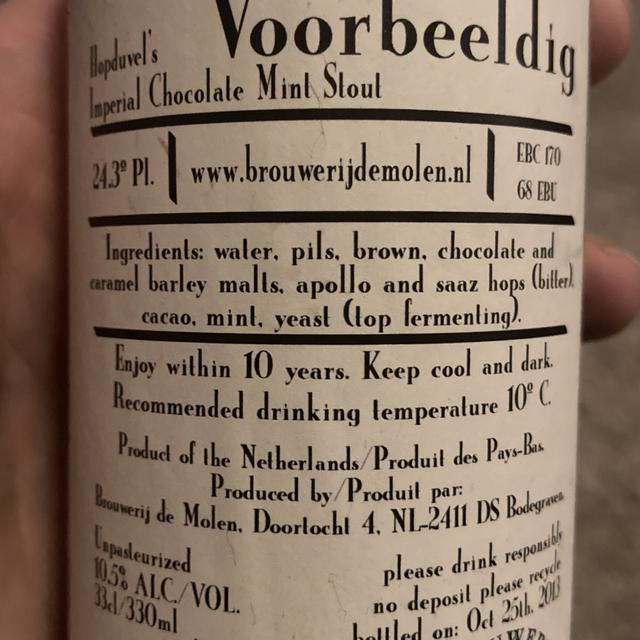 Voorbeeldig
Hopduvel's
Imperial Chocolate Mint Stout
24.3º Pl.
www.brouwerijdemolen.nl
EBC 170
68 EBU
Ingredients: water, pils, brown, chocolate and
caramel barley malts, apollo and saaz hops (bitter),
cacao, mint, yeast (top fermenting).
Enjoy within 10 years. Keep cool and dark.
Recommended drinking temperature 10º C.
Product of the Netherlands/Produit des Pays-Bas.
Produced by/Produit par:
Brouwerij de Molen, Doortocht 4, NL-2411 DS Bodegraven.
Unpasteurized
10.5% ALC/VOL.
33cl/330ml
please drink responsibly
no deposit please recycle
bottled on: Oct 25th, 2013